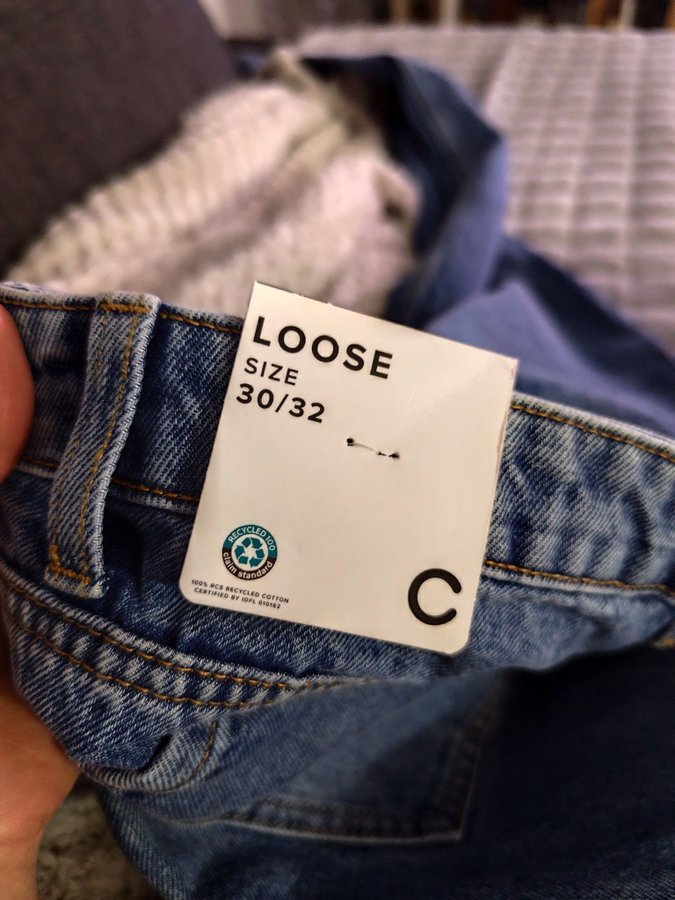 LOOSE
SIZE
30/32
RECYCLED 100
claim standard
100% RCS RECYCLED COTTON
CERTIFIED BY IDFL 010162
C